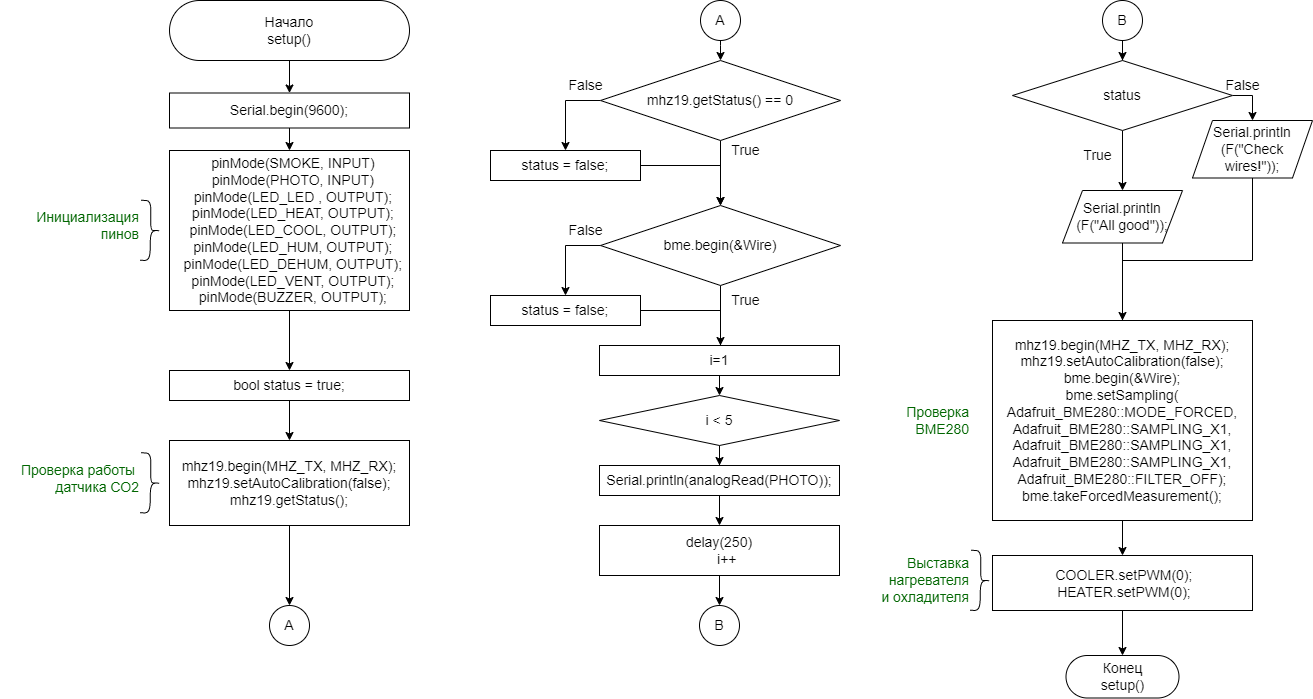 Начало
setup()
Serial.begin(9600);
pinMode(SMOKE, INPUT)
pinMode(PHOTO, INPUT)
pinMode(LED_LED , OUTPUT);
pinMode(LED_HEAT, OUTPUT);
pinMode(LED_COOL, OUTPUT);
pinMode(LED_HUM, OUTPUT);
pinMode(LED_DEHUM, OUTPUT);
pinMode(LED_VENT, OUTPUT);
pinMode(BUZZER, OUTPUT);
Инициализация
пинов
bool status = true;
Проверка работы
датчика CO2
mhz19.begin(MHZ_TX, MHZ_RX);
mhz19.setAutoCalibration(false);
mhz19.getStatus();
A
A
mhz19.getStatus() == 0
False
True
status = false;
bme.begin(&Wire)
False
True
status = false;
i=1
i < 5
Serial.println(analogRead(PHOTO));
delay(250)
i++
B
B
status
False
True
Serial.println
(F("Check
wires!"));
Serial.println
(F("All good"));
Проверка
BME280
mhz19.begin(MHZ_TX, MHZ_RX);
mhz19.setAutoCalibration(false);
bme.begin(&Wire);
bme.setSampling(
Adafruit_BME280::MODE_FORCED,
Adafruit_BME280::SAMPLING_X1,
Adafruit_BME280::SAMPLING_X1,
Adafruit_BME280::SAMPLING_X1,
Adafruit_BME280::FILTER_OFF);
bme.takeForcedMeasurement();
Выставка
нагревателя
и охладителя
COOLER.setPWM(0);
HEATER.setPWM(0);
Конец
setup()